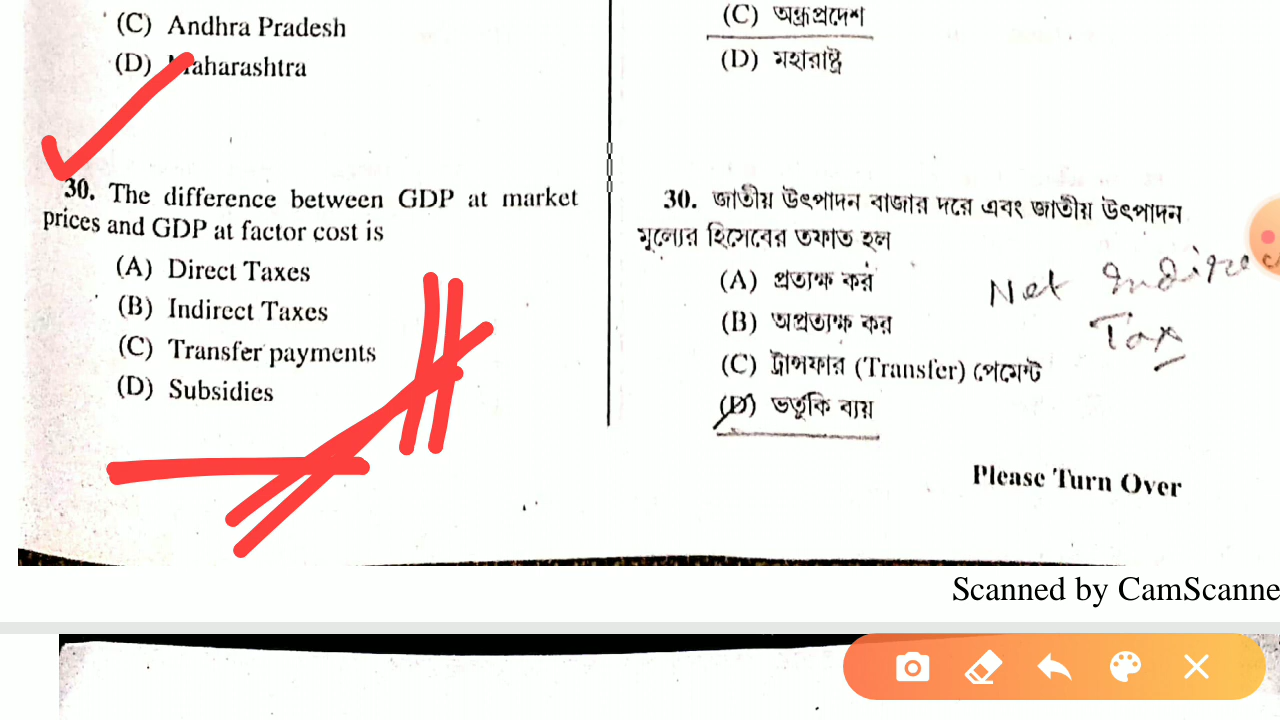 (C) Andhra Pradesh
(D) Maharashtra
30. The difference between GDP at market
prices and GDP at factor cost is
(A) Direct Taxes
(B) Indirect Taxes
(C) Transfer payments
(D) Subsidies
(C) অন্ধ্রপ্রদেশ
(D) মহারাষ্ট্র
30. জাতীয় উৎপাদন বাজার দরে এবং জাতীয় উৎপাদন
মূল্যের হিসেবের তফাত হল
(A) প্রত্যক্ষ কর
(B) অপ্রত্যক্ষ কর
(C) ট্রান্সফার (Transfer) পেমেন্ট
(D) ভর্তুকি ব্যয়
Net
Tax
Please Turn Over
Scanned by CamScanne